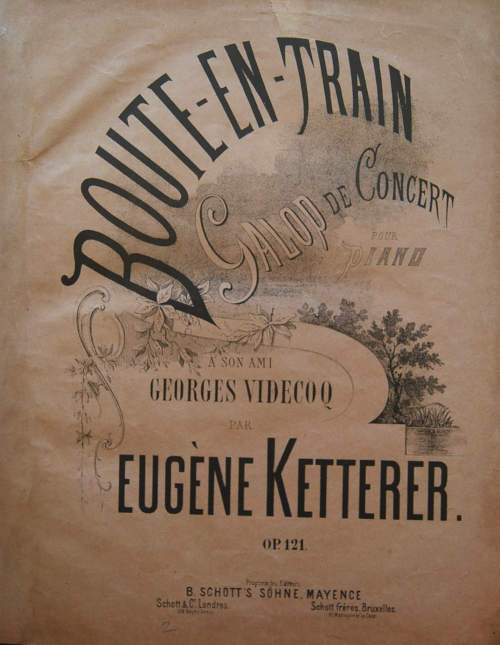 BOUTE-EN-TRAIN
GALOP DE CONCERT
POUR
PIANO
A SON AMI
GEORGES VIDECOQ
PAR
EUGÈNE KETTERER.
OP. 121.
B. SCHOTT'S SÖHNE, MAYENCE
Schott & Co. Londres.
Schott frères, Bruxelles.